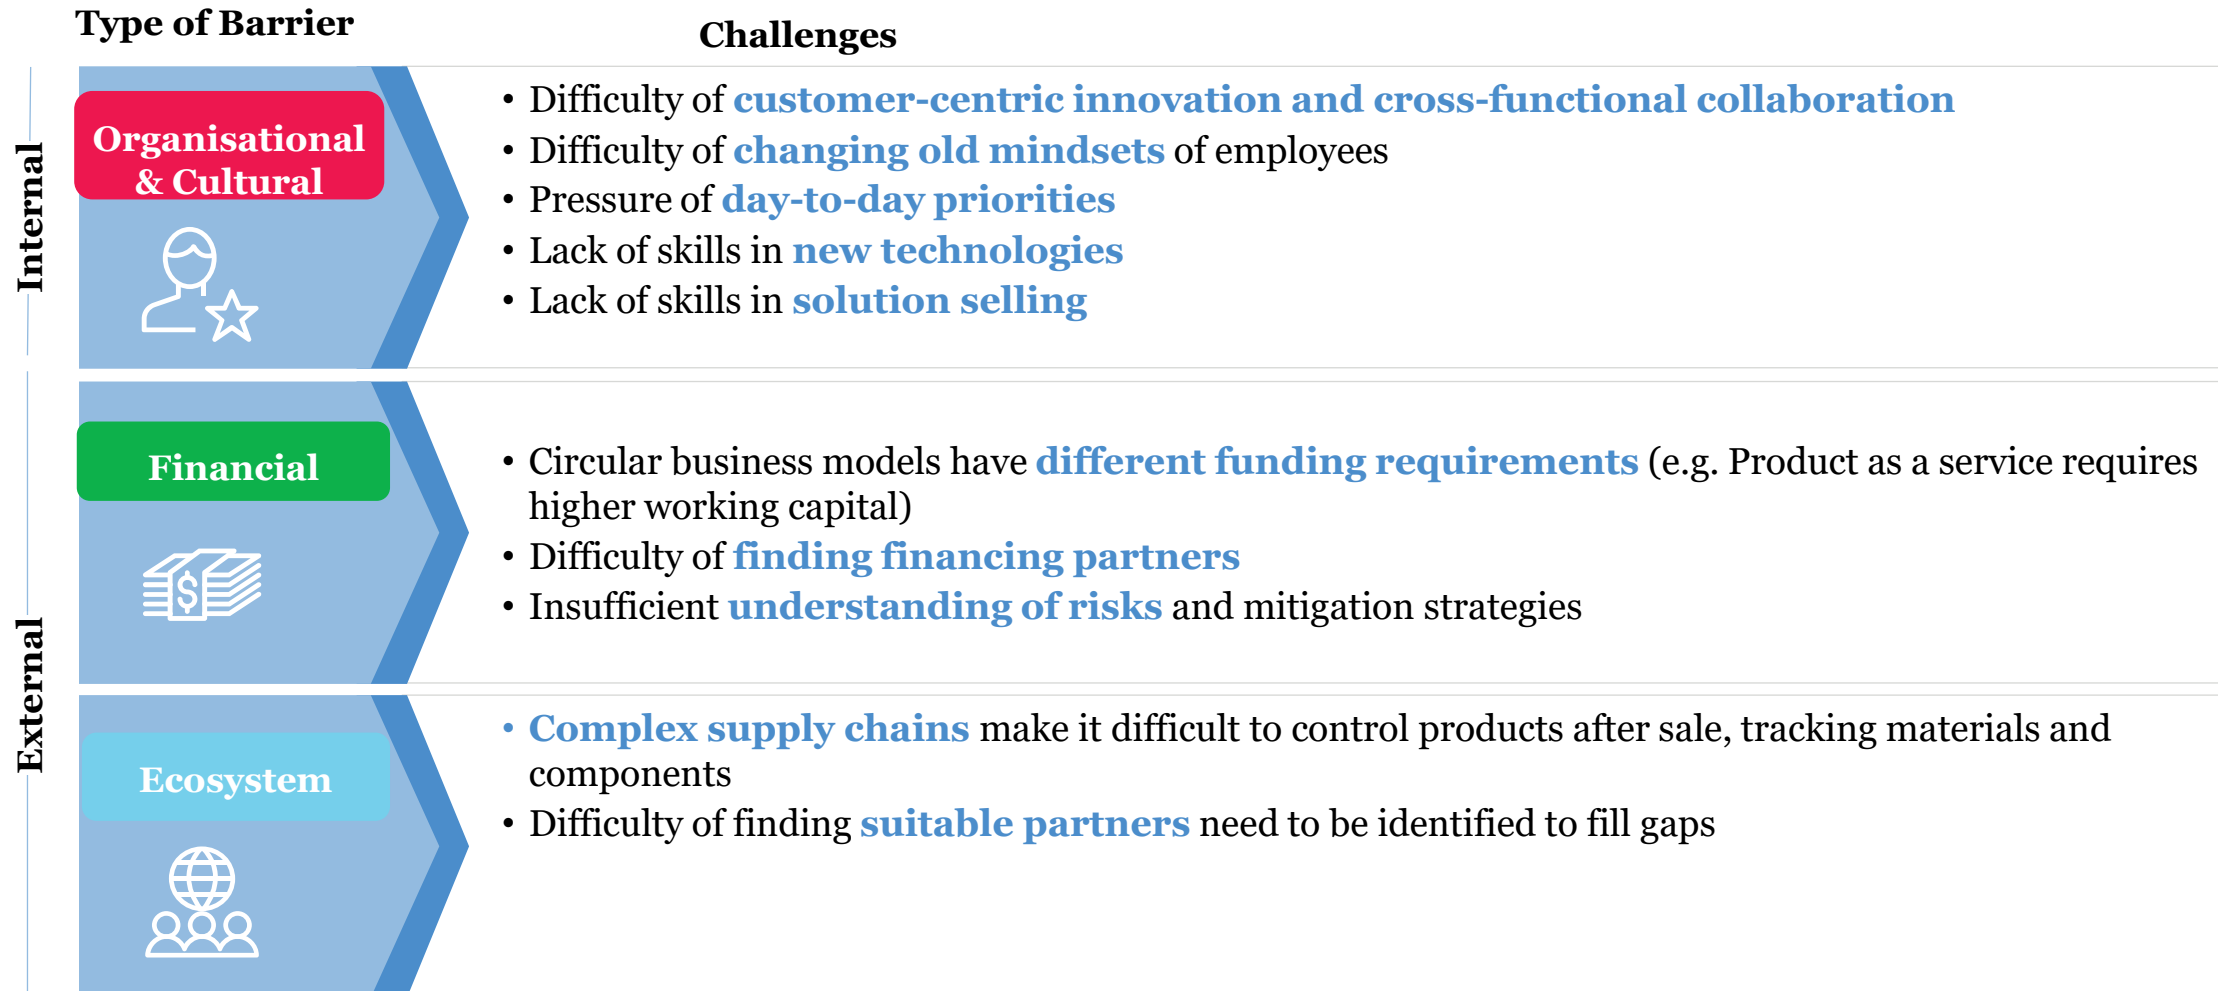 Type of Barrier
Challenges
Internal
Organisational
& Cultural
• Difficulty of customer-centric innovation and cross-functional collaboration
• Difficulty of changing old mindsets of employees
• Pressure of day-to-day priorities
• Lack of skills in new technologies
• Lack of skills in solution selling
External
Financial
$
• Circular business models have different funding requirements (e.g. Product as a service requires
higher working capital)
• Difficulty of finding financing partners
• Insufficient understanding of risks and mitigation strategies
Ecosystem
• Complex supply chains make it difficult to control products after sale, tracking materials and
components
• Difficulty of finding suitable partners need to be identified to fill gaps